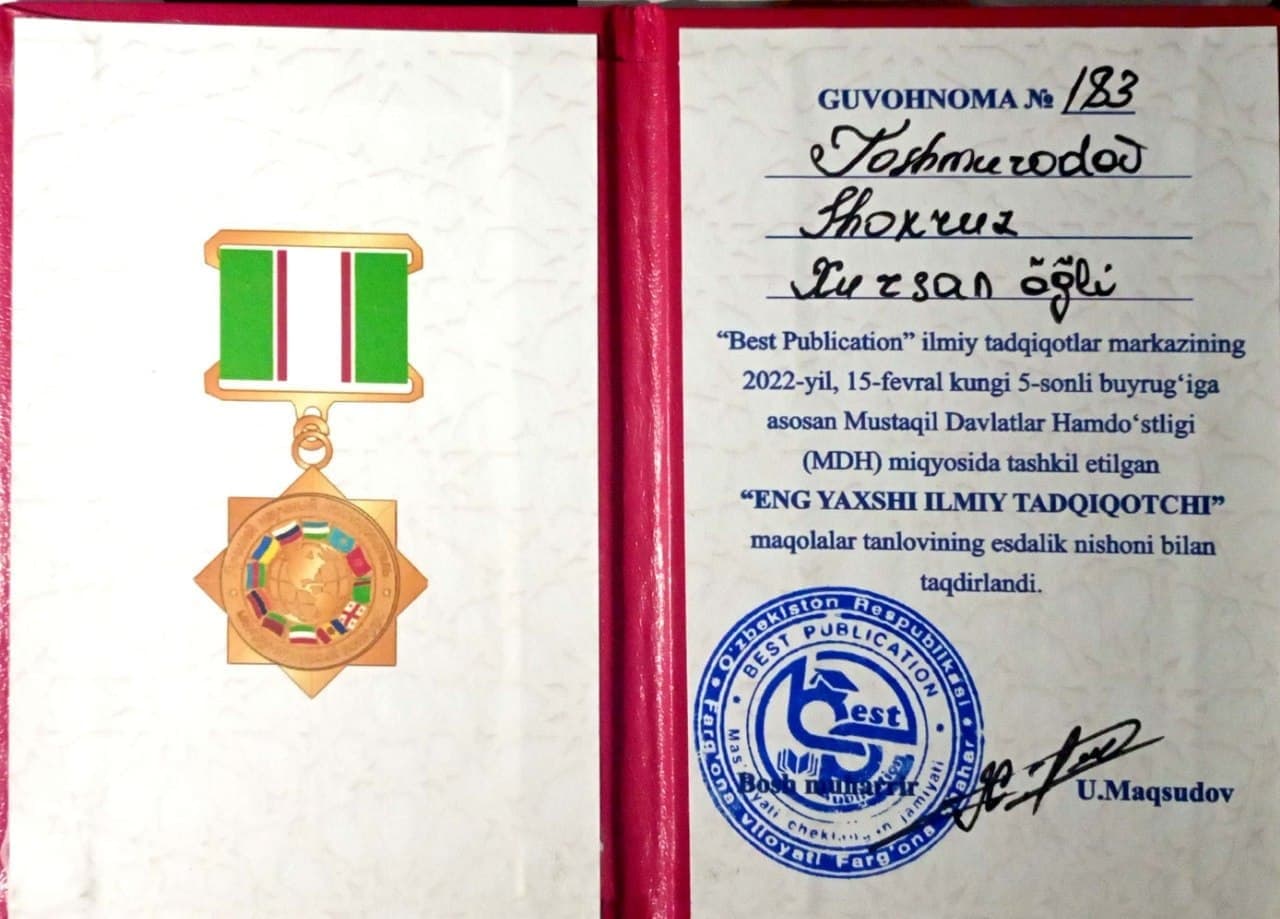 GUVOHNOMA № 183
Toshmurodov
Shoxruz
Xursan õg̃li
“Best Publication” ilmiy tadqiqotlar markazining
2022-yil, 15-fevral kungi 5-sonli buyrug‘iga
asosan Mustaqil Davlatlar Hamdo‘stligi
(MDH) miqyosida tashkil etilgan
“ENG YAXSHI ILMIY TADQIQOTCHI”
maqolalar tanlovining esdalik nishoni bilan
taqdirlandi.
O'zbekiston Respublikasi
Farg'ona viloyati Farg'ona shahar
BEST PUBLICATION
jamiyati
Best
Bosh muharrir
U.Maqsudov